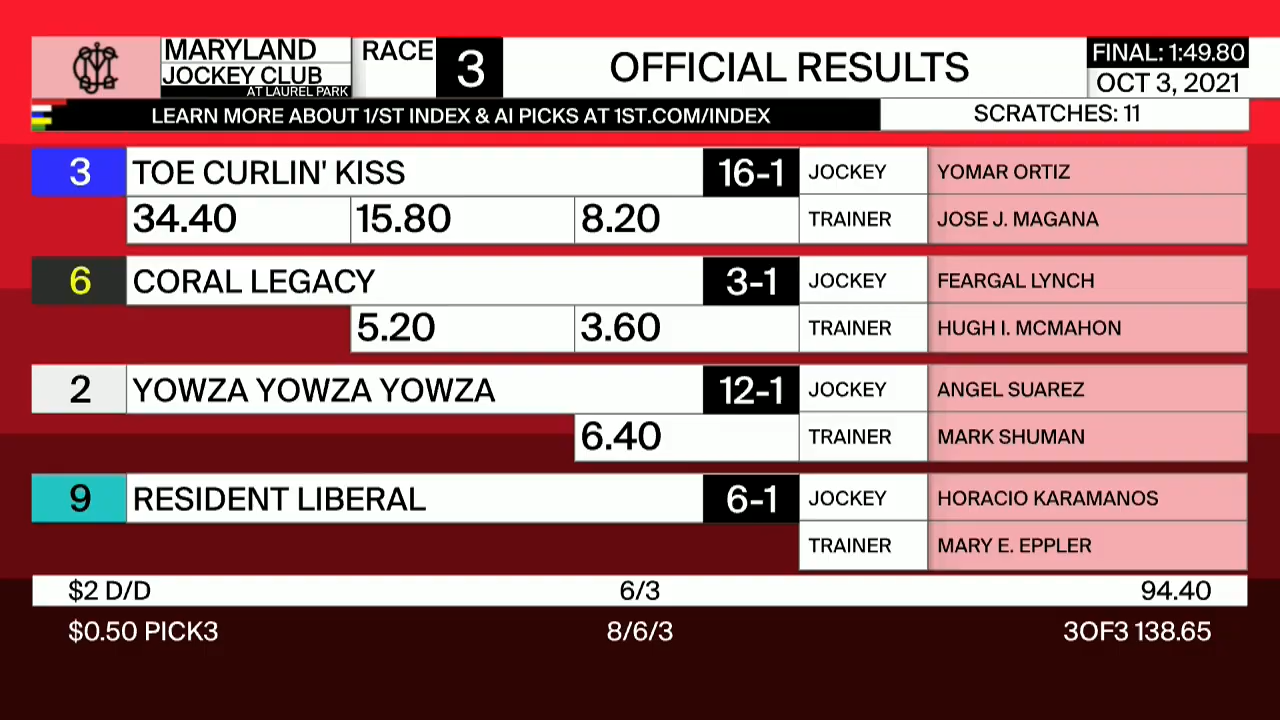 MARYLAND
JOCKEY CLUB
AT LAUREL PARK
RACE 3
OFFICIAL RESULTS
FINAL: 1:49.80
OCT 3, 2021
LEARN MORE ABOUT 1/ST INDEX & AI PICKS AT 1ST.COM/INDEX
SCRATCHES: 11
3 TOE CURLIN' KISS 16-1 JOCKEY YOMAR ORTIZ
34.40 15.80 8.20 TRAINER JOSE J. MAGANA
6 CORAL LEGACY 3-1 JOCKEY FEARGAL LYNCH
5.20 3.60 TRAINER HUGH I. MCMAHON
2 YOWZA YOWZA YOWZA 12-1 JOCKEY ANGEL SUAREZ
6.40 TRAINER MARK SHUMAN
9 RESIDENT LIBERAL 6-1 JOCKEY HORACIO KARAMANOS
TRAINER MARY E. EPPLER
$2 D/D 6/3 94.40
$0.50 PICK3 8/6/3 3OF3 138.65